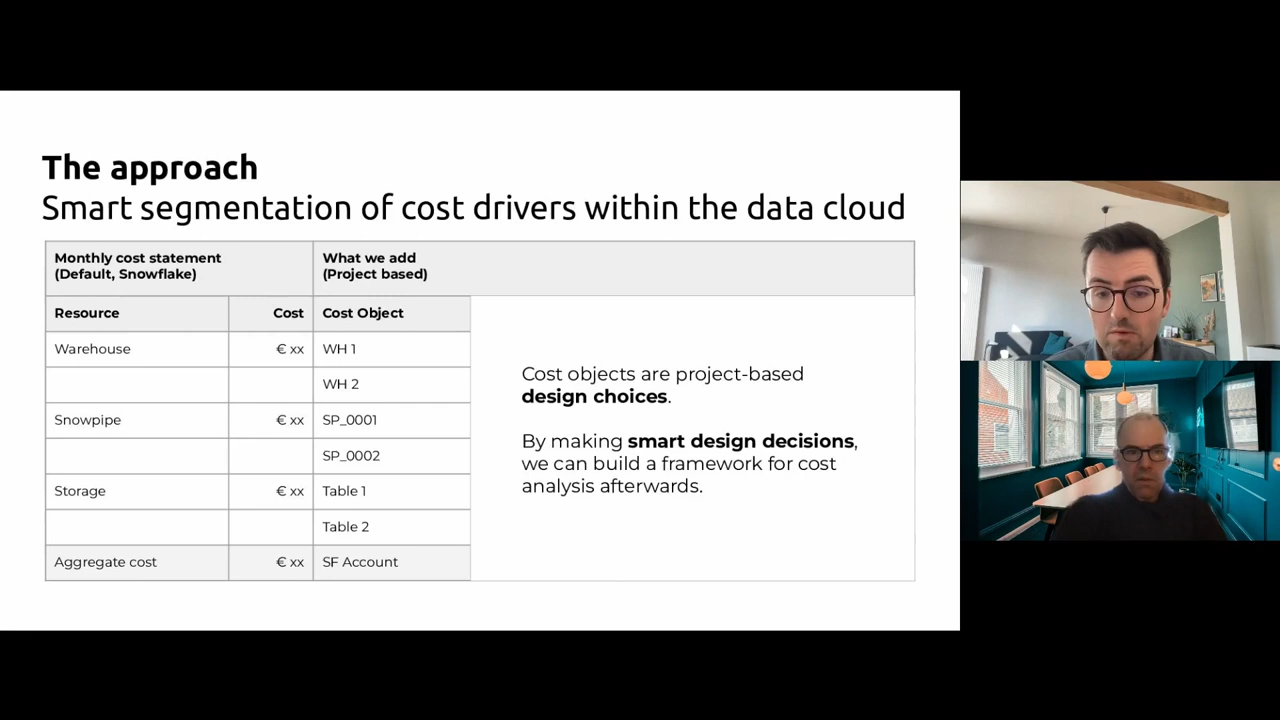 The approach
Smart segmentation of cost drivers within the data cloud
Monthly cost statement
(Default, Snowflake)
What we add
(Project based)
Resource Cost Cost Object
Warehouse € xx WH 1
WH 2
Snowpipe € xx SP_0001
SP_0002
Storage € xx Table 1
Table 2
Aggregate cost € xx SF Account
Cost objects are project-based
design choices.
By making smart design decisions,
we can build a framework for cost
analysis afterwards.